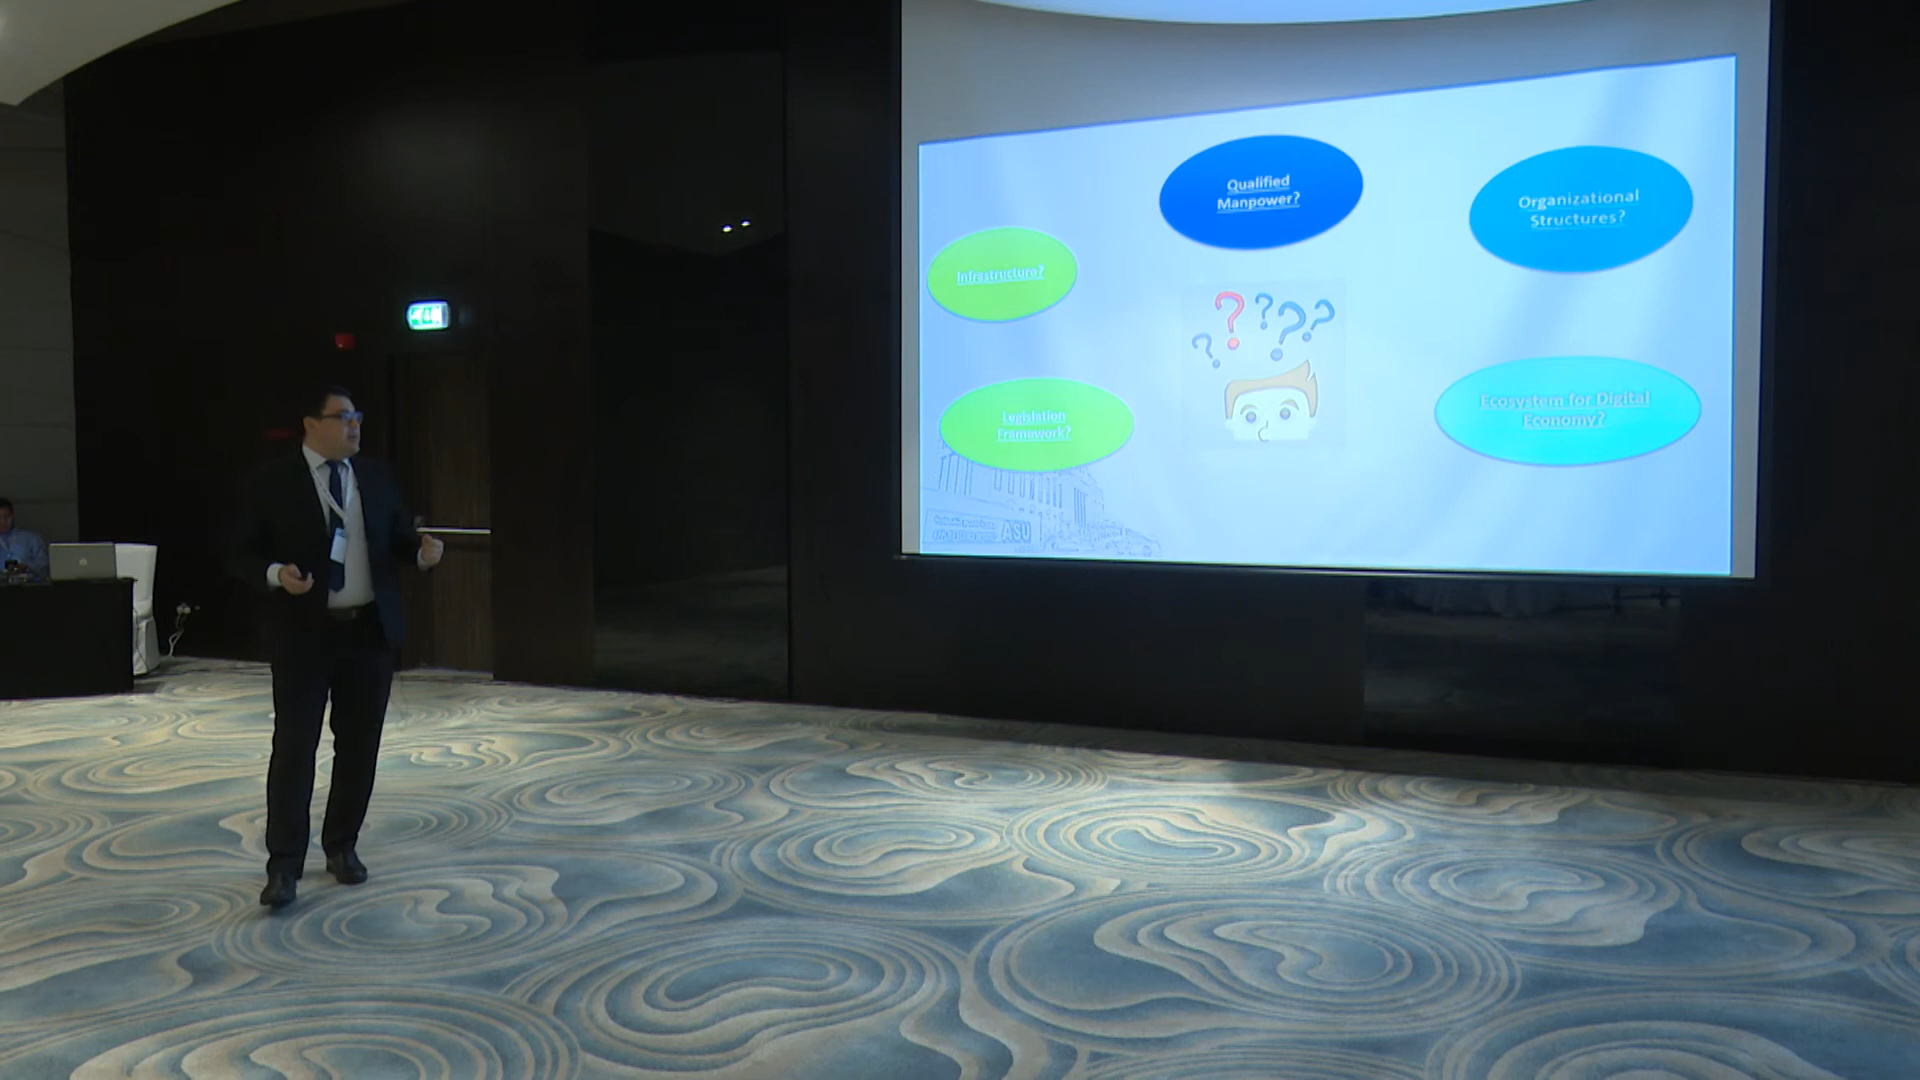 Qualified
Manpower?
Organizational
Structures?
Infrastructure?
Legislation
Framework?
Ecosystem for Digital
Economy?
ASU